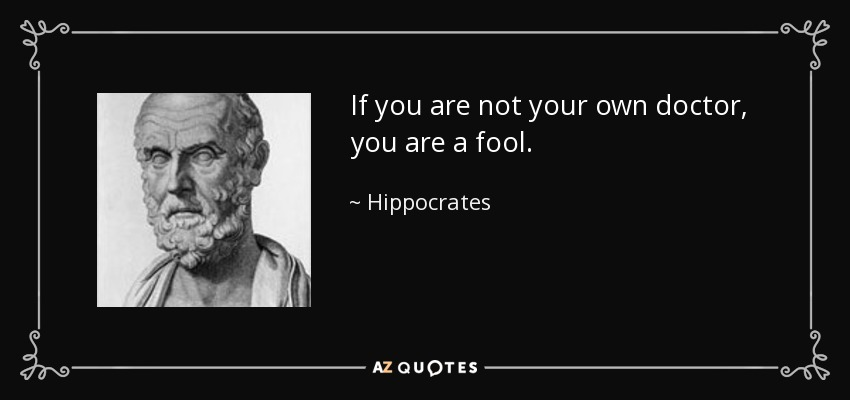 If you are not your own doctor,
you are a fool.
~ Hippocrates
AZ QUOTES